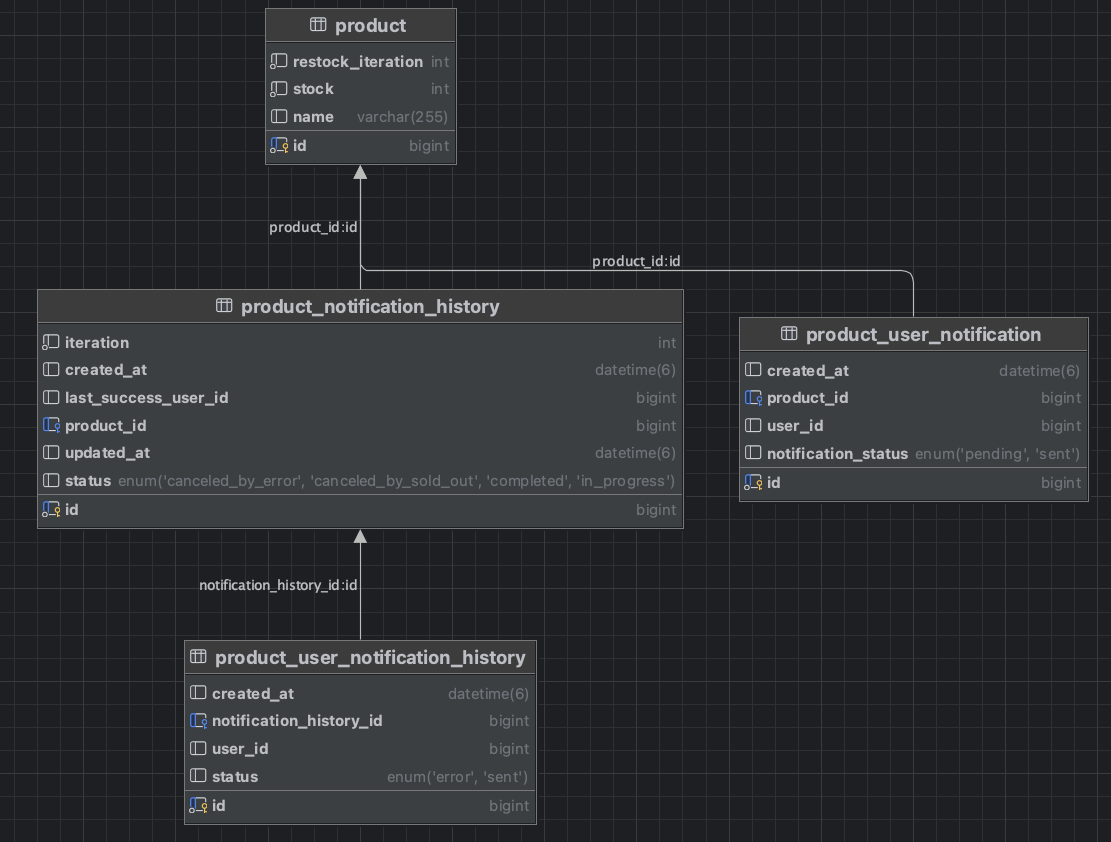 product
restock_iteration int
stock int
name varchar(255)
id bigint
product_id:id
product_id:id
product_notification_history
iteration int
created_at datetime(6)
last_success_user_id bigint
product_id bigint
updated_at datetime(6)
status enum('canceled_by_error', 'canceled_by_sold_out', 'completed', 'in_progress')
id bigint
product_user_notification
created_at datetime(6)
product_id bigint
user_id bigint
notification_status enum('pending', 'sent')
id bigint
notification_history_id:id
product_user_notification_history
created_at datetime(6)
notification_history_id bigint
user_id bigint
status enum('error', 'sent')
id bigint